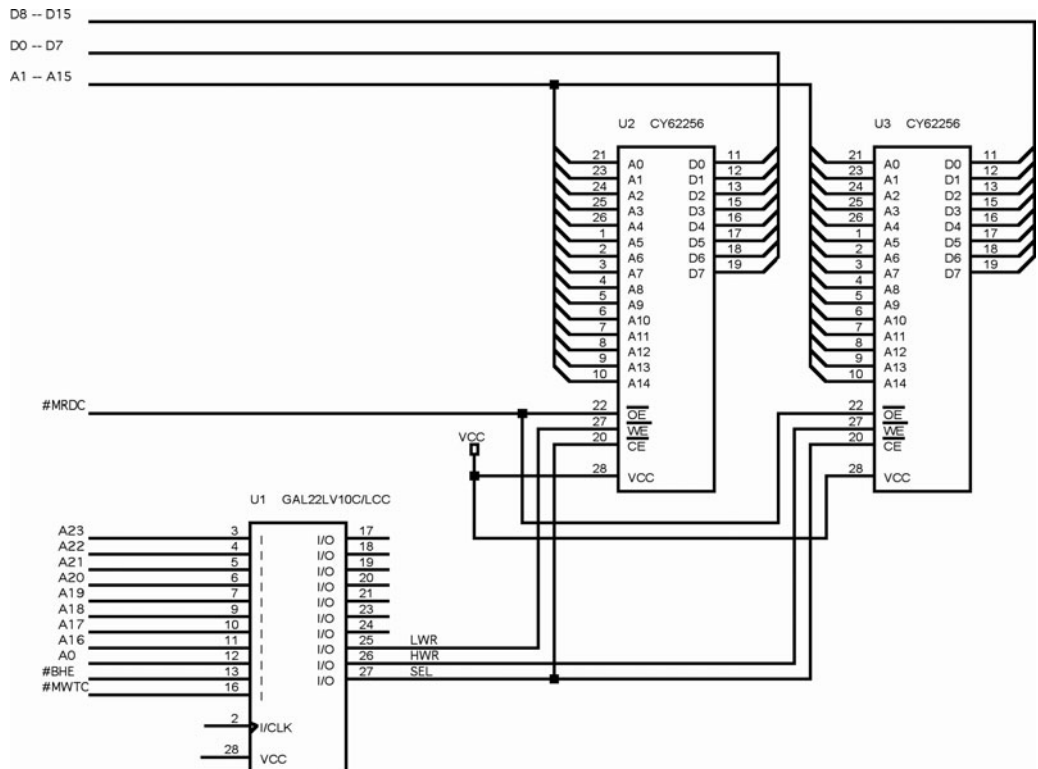 D8 -- D15
D0 -- D7
A1 -- A15
U2 CY62256
21 A0 D0 11
23 A1 D1 12
24 A2 D2 13
25 A3 D3 15
26 A4 D4 16
1 A5 D5 17
2 A6 D6 18
3 A7 D7 19
4 A8
5 A9
6 A10
7 A11
8 A12
9 A13
10 A14
22 OE
27 WE
20 CE
28 VCC
U3 CY62256
21 A0 D0 11
23 A1 D1 12
24 A2 D2 13
25 A3 D3 15
26 A4 D4 16
1 A5 D5 17
2 A6 D6 18
3 A7 D7 19
4 A8
5 A9
6 A10
7 A11
8 A12
9 A13
10 A14
22 OE
27 WE
20 CE
28 VCC
#MRDC
VCC
U1 GAL22LV10C/LCC
A23 3 I I/O 17
A22 4 I I/O 18
A21 5 I I/O 19
A20 6 I I/O 20
A19 7 I I/O 21
A18 9 I I/O 23
A17 10 I I/O 24
A16 11 I I/O 25 LWR
A0 12 I I/O 26 HWR
#BHE 13 I I/O 27 SEL
#MWTC 16 I
2 I/CLK
28 VCC